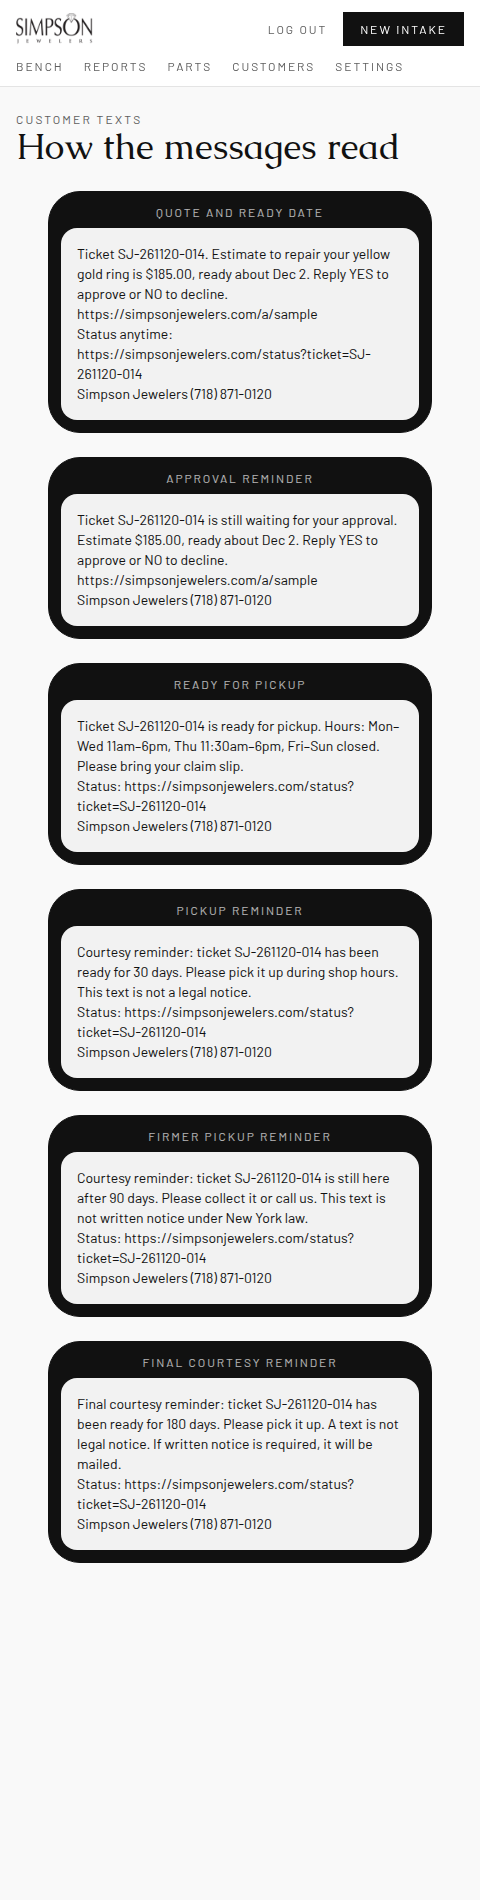 SIMPSON
JEWELERS
LOG OUT
NEW INTAKE
BENCH REPORTS PARTS CUSTOMERS SETTINGS
CUSTOMER TEXTS
How the messages read
QUOTE AND READY DATE
Ticket SJ-261120-014. Estimate to repair your yellow
gold ring is $185.00, ready about Dec 2. Reply YES to
approve or NO to decline.
https://simpsonjewelers.com/a/sample
Status anytime:
https://simpsonjewelers.com/status?ticket=SJ-
261120-014
Simpson Jewelers (718) 871-0120
APPROVAL REMINDER
Ticket SJ-261120-014 is still waiting for your approval.
Estimate $185.00, ready about Dec 2. Reply YES to
approve or NO to decline.
https://simpsonjewelers.com/a/sample
Simpson Jewelers (718) 871-0120
READY FOR PICKUP
Ticket SJ-261120-014 is ready for pickup. Hours: Mon–
Wed 11am–6pm, Thu 11:30am–6pm, Fri–Sun closed.
Please bring your claim slip.
Status: https://simpsonjewelers.com/status?
ticket=SJ-261120-014
Simpson Jewelers (718) 871-0120
PICKUP REMINDER
Courtesy reminder: ticket SJ-261120-014 has been
ready for 30 days. Please pick it up during shop hours.
This text is not a legal notice.
Status: https://simpsonjewelers.com/status?
ticket=SJ-261120-014
Simpson Jewelers (718) 871-0120
FIRMER PICKUP REMINDER
Courtesy reminder: ticket SJ-261120-014 is still here
after 90 days. Please collect it or call us. This text is
not written notice under New York law.
Status: https://simpsonjewelers.com/status?
ticket=SJ-261120-014
Simpson Jewelers (718) 871-0120
FINAL COURTESY REMINDER
Final courtesy reminder: ticket SJ-261120-014 has
been ready for 180 days. Please pick it up. A text is not
legal notice. If written notice is required, it will be
mailed.
Status: https://simpsonjewelers.com/status?
ticket=SJ-261120-014
Simpson Jewelers (718) 871-0120